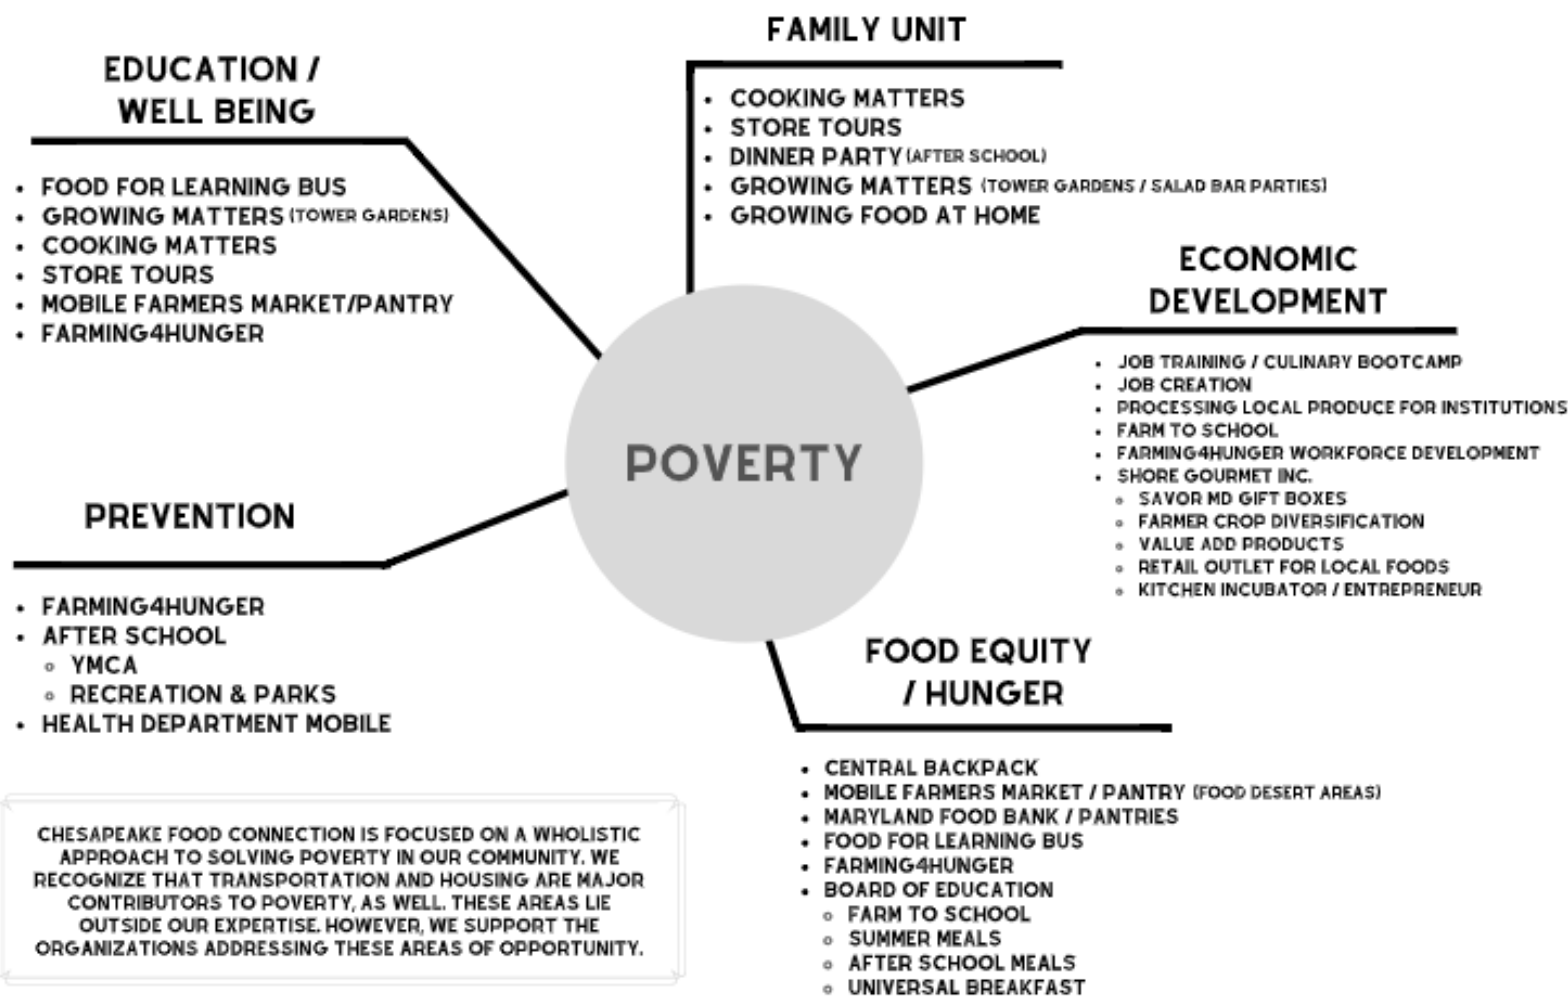 FAMILY UNIT
COOKING MATTERS
STORE TOURS
DINNER PARTY (AFTER SCHOOL)
GROWING MATTERS (TOWER GARDENS / SALAD BAR PARTIES)
GROWING FOOD AT HOME
EDUCATION /
WELL BEING
FOOD FOR LEARNING BUS
GROWING MATTERS (TOWER GARDENS)
COOKING MATTERS
STORE TOURS
MOBILE FARMERS MARKET/PANTRY
FARMING4HUNGER
ECONOMIC
DEVELOPMENT
JOB TRAINING / CULINARY BOOTCAMP
JOB CREATION
PROCESSING LOCAL PRODUCE FOR INSTITUTIONS
FARM TO SCHOOL
FARMING4HUNGER WORKFORCE DEVELOPMENT
SHORE GOURMET INC.
SAVOR MD GIFT BOXES
FARMER CROP DIVERSIFICATION
VALUE ADD PRODUCTS
RETAIL OUTLET FOR LOCAL FOODS
KITCHEN INCUBATOR / ENTREPRENEUR
POVERTY
PREVENTION
FARMING4HUNGER
AFTER SCHOOL
YMCA
RECREATION & PARKS
HEALTH DEPARTMENT MOBILE
FOOD EQUITY
/ HUNGER
CENTRAL BACKPACK
MOBILE FARMERS MARKET / PANTRY (FOOD DESERT AREAS)
MARYLAND FOOD BANK / PANTRIES
FOOD FOR LEARNING BUS
FARMING4HUNGER
BOARD OF EDUCATION
FARM TO SCHOOL
SUMMER MEALS
AFTER SCHOOL MEALS
UNIVERSAL BREAKFAST
CHESAPEAKE FOOD CONNECTION IS FOCUSED ON A WHOLISTIC
APPROACH TO SOLVING POVERTY IN OUR COMMUNITY. WE
RECOGNIZE THAT TRANSPORTATION AND HOUSING ARE MAJOR
CONTRIBUTORS TO POVERTY, AS WELL. THESE AREAS LIE
OUTSIDE OUR EXPERTISE. HOWEVER, WE SUPPORT THE
ORGANIZATIONS ADDRESSING THESE AREAS OF OPPORTUNITY.